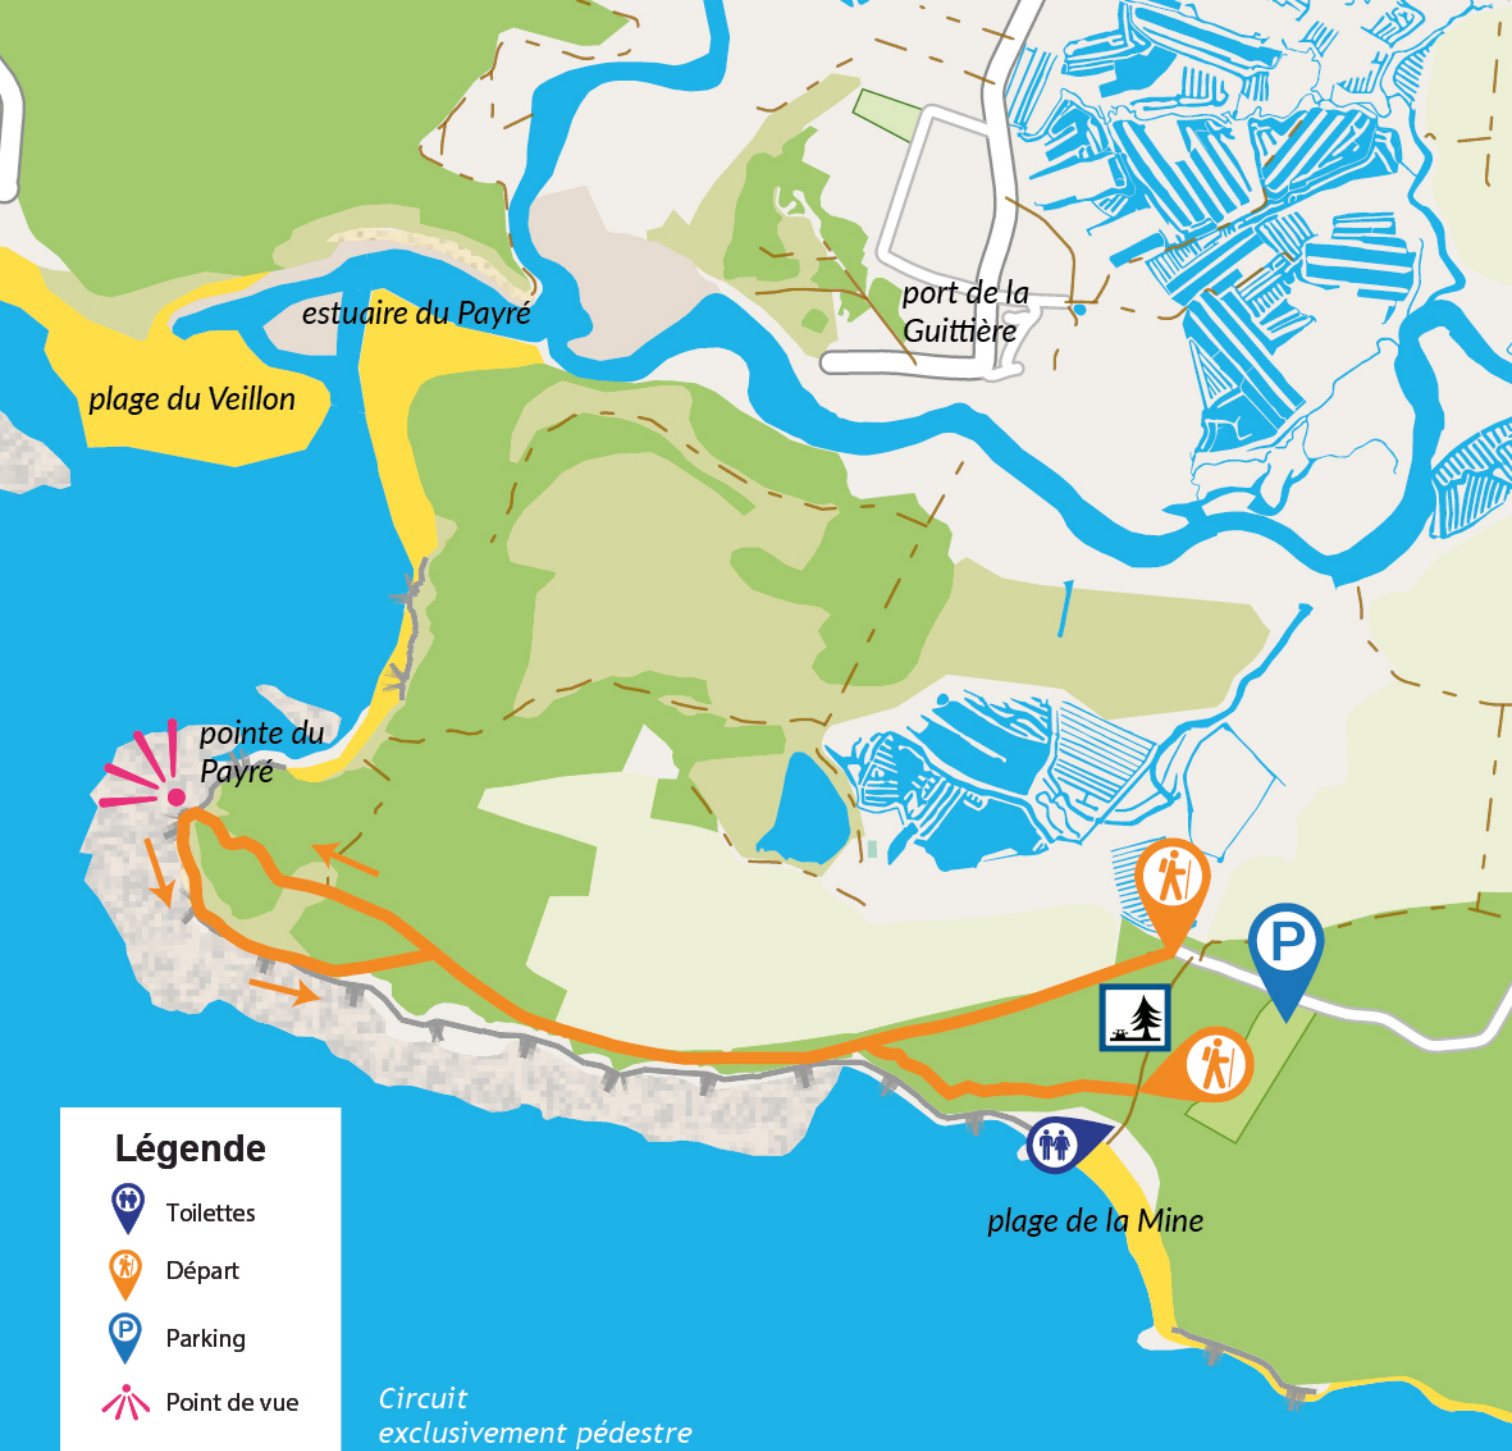 estuaire du Payré
port de la
Guittière
plage du Veillon
pointe du
Payré
P
plage de la Mine
Légende
Toilettes
Départ
P
Parking
Point de vue
Circuit
exclusivement pédestre